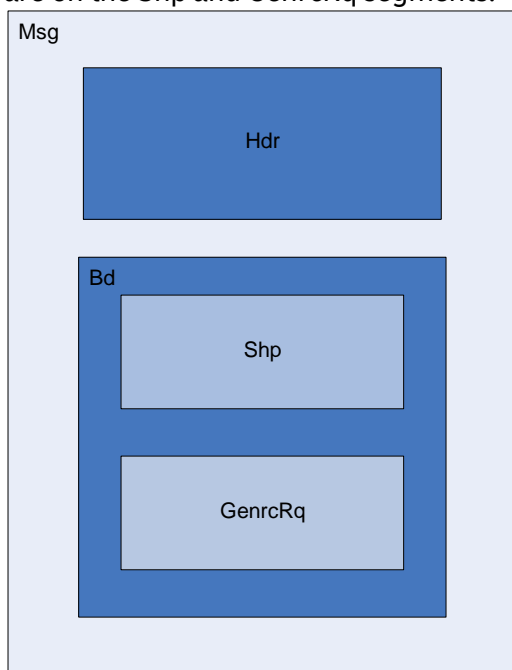 are on the Shp and GenrcRq segments.
Msg
Hdr
Bd
Shp
GenrcRq